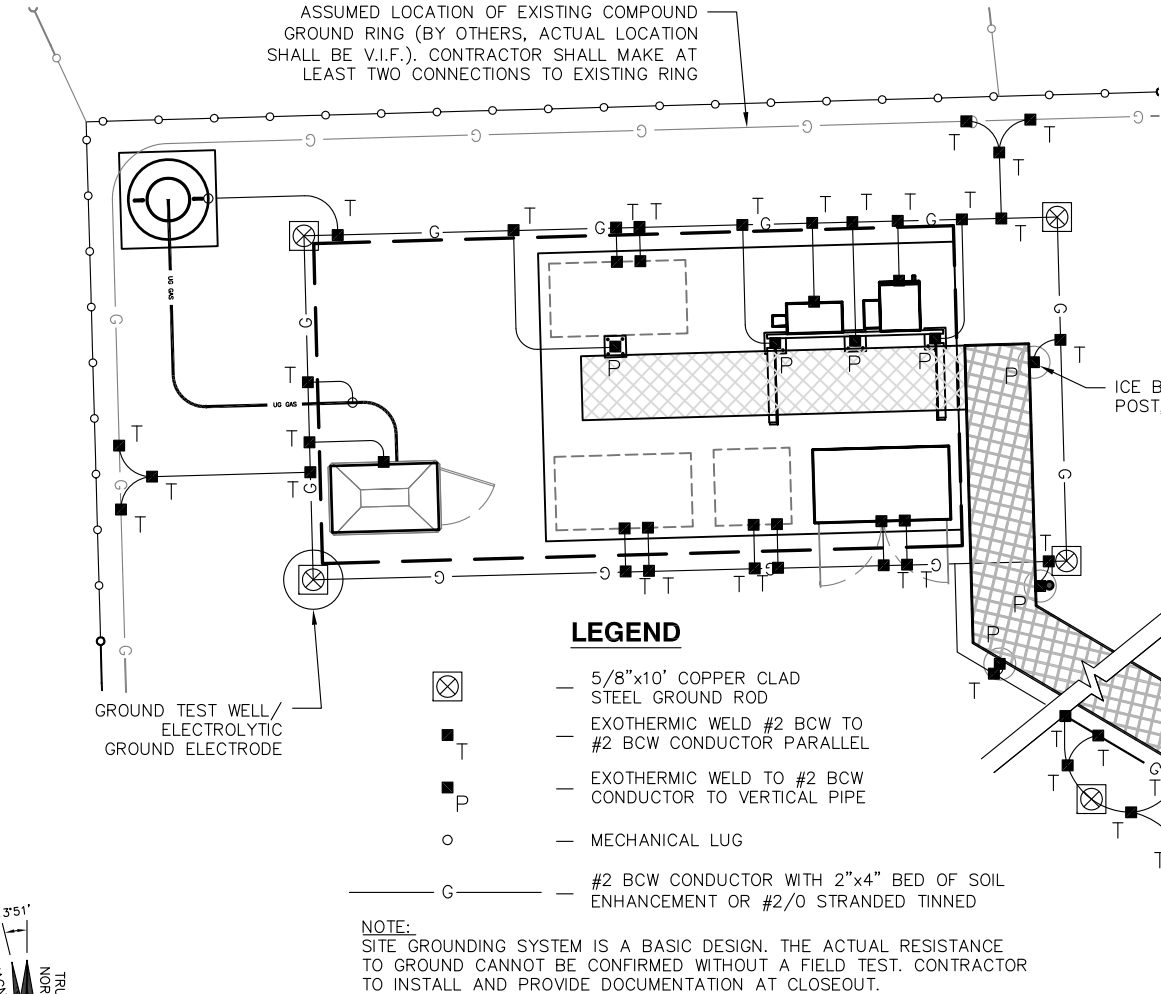 ASSUMED LOCATION OF EXISTING COMPOUND
GROUND RING (BY OTHERS, ACTUAL LOCATION
SHALL BE V.I.F.). CONTRACTOR SHALL MAKE AT
LEAST TWO CONNECTIONS TO EXISTING RING
G G G G G G
T T
T
T T T T T T T T T
G G G G
T
UG GAS
G G G
T
P P P P P
T
ICE B
POST,
T
UG GAS
T
T
T T
G G G
T
G G G
T T T T T T
T
P
G
P
T
GROUND TEST WELL/
ELECTROLYTIC
GROUND ELECTRODE
LEGEND
5/8"x10' COPPER CLAD
STEEL GROUND ROD
T
EXOTHERMIC WELD #2 BCW TO
#2 BCW CONDUCTOR PARALLEL
P
EXOTHERMIC WELD TO #2 BCW
CONDUCTOR TO VERTICAL PIPE
MECHANICAL LUG
G
#2 BCW CONDUCTOR WITH 2"x4" BED OF SOIL
ENHANCEMENT OR #2/0 STRANDED TINNED
T T
G
T T
T
T
NOTE:
SITE GROUNDING SYSTEM IS A BASIC DESIGN. THE ACTUAL RESISTANCE
TO GROUND CANNOT BE CONFIRMED WITHOUT A FIELD TEST. CONTRACTOR
TO INSTALL AND PROVIDE DOCUMENTATION AT CLOSEOUT.
3°51'
TRU
NOR